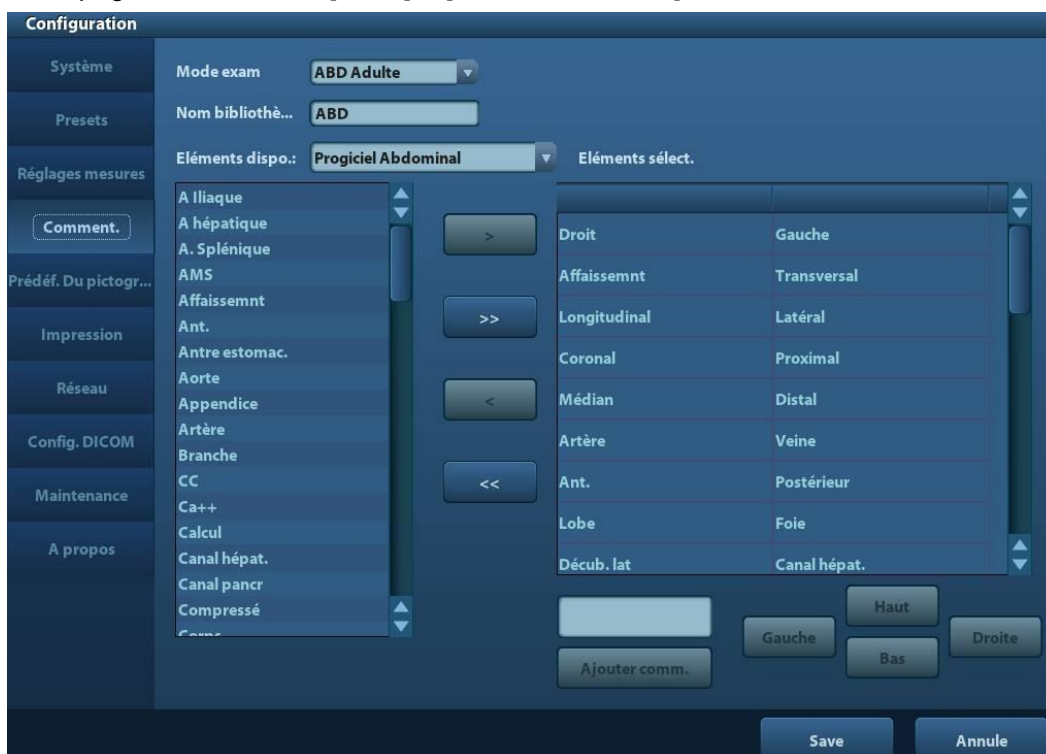 Configuration
Système
Presets
Réglages mesures
Comment.
Prédéf. Du pictogr...
Impression
Réseau
Config. DICOM
Maintenance
A propos
Mode exam ABD Adulte
Nom bibliothè... ABD
Eléments dispo.: Progiciel Abdominal
A Iliaque
A hépatique
A. Splénique
AMS
Affaissemnt
Ant.
Antre estomac.
Aorte
Appendice
Artère
Branche
CC
Ca++
Calcul
Canal hépat.
Canal pancr
Compressé
>
>>
<
<<
Eléments sélect.
Droit Gauche
Affaissemnt Transversal
Longitudinal Latéral
Coronal Proximal
Médian Distal
Artère Veine
Ant. Postérieur
Lobe Foie
Décub. lat Canal hépat.
Ajouter comm.
Haut
Gauche Droite
Bas
Save Annule